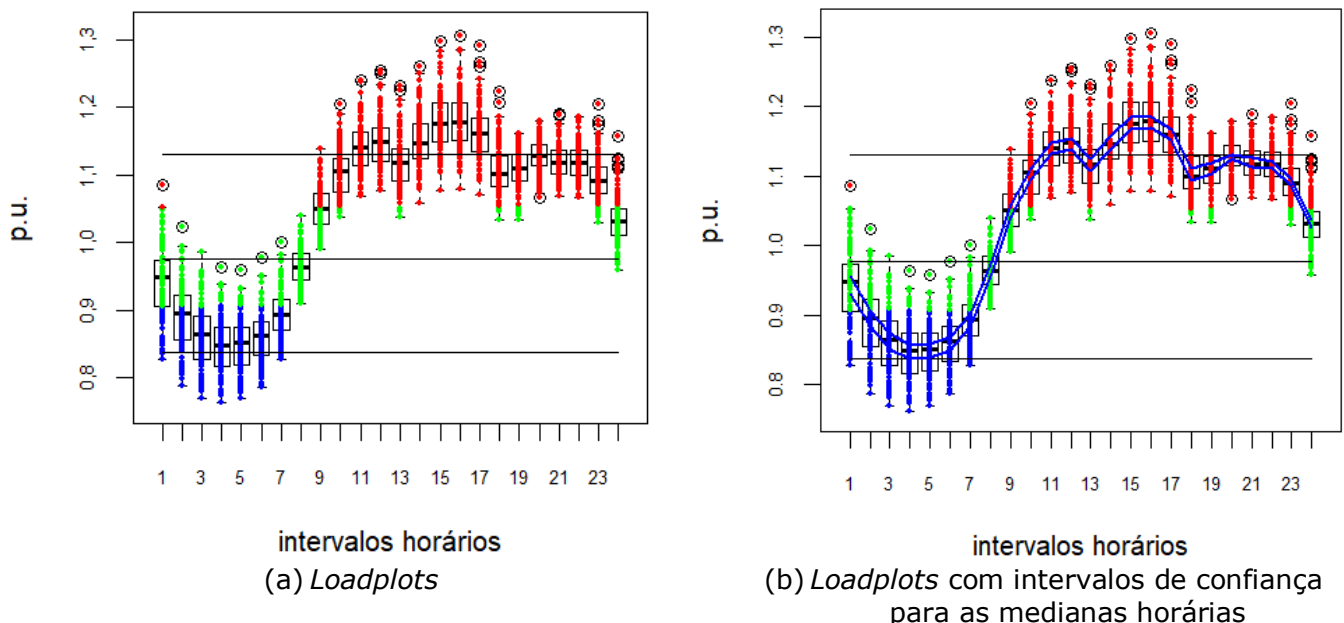 1,3
1,2
1,1
1,0
0,9
0,8
p.u.
1 3 5 7 9 11 13 15 17 19 21 23
intervalos horários
(a) Loadplots
1,3
1,2
1,1
1,0
0,9
0,8
p.u.
1 3 5 7 9 11 13 15 17 19 21 23
intervalos horários
(b) Loadplots com intervalos de confiança
para as medianas horárias